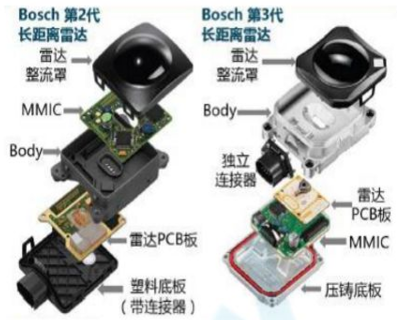 Bosch 第2代
长距离雷达
雷达
整流罩
MMIC
Body
雷达PCB板
塑料底板
（带连接器）
Bosch 第3代
长距离雷达
雷达
整流罩
Body
独立
连接器
雷达
PCB板
MMIC
压铸底板